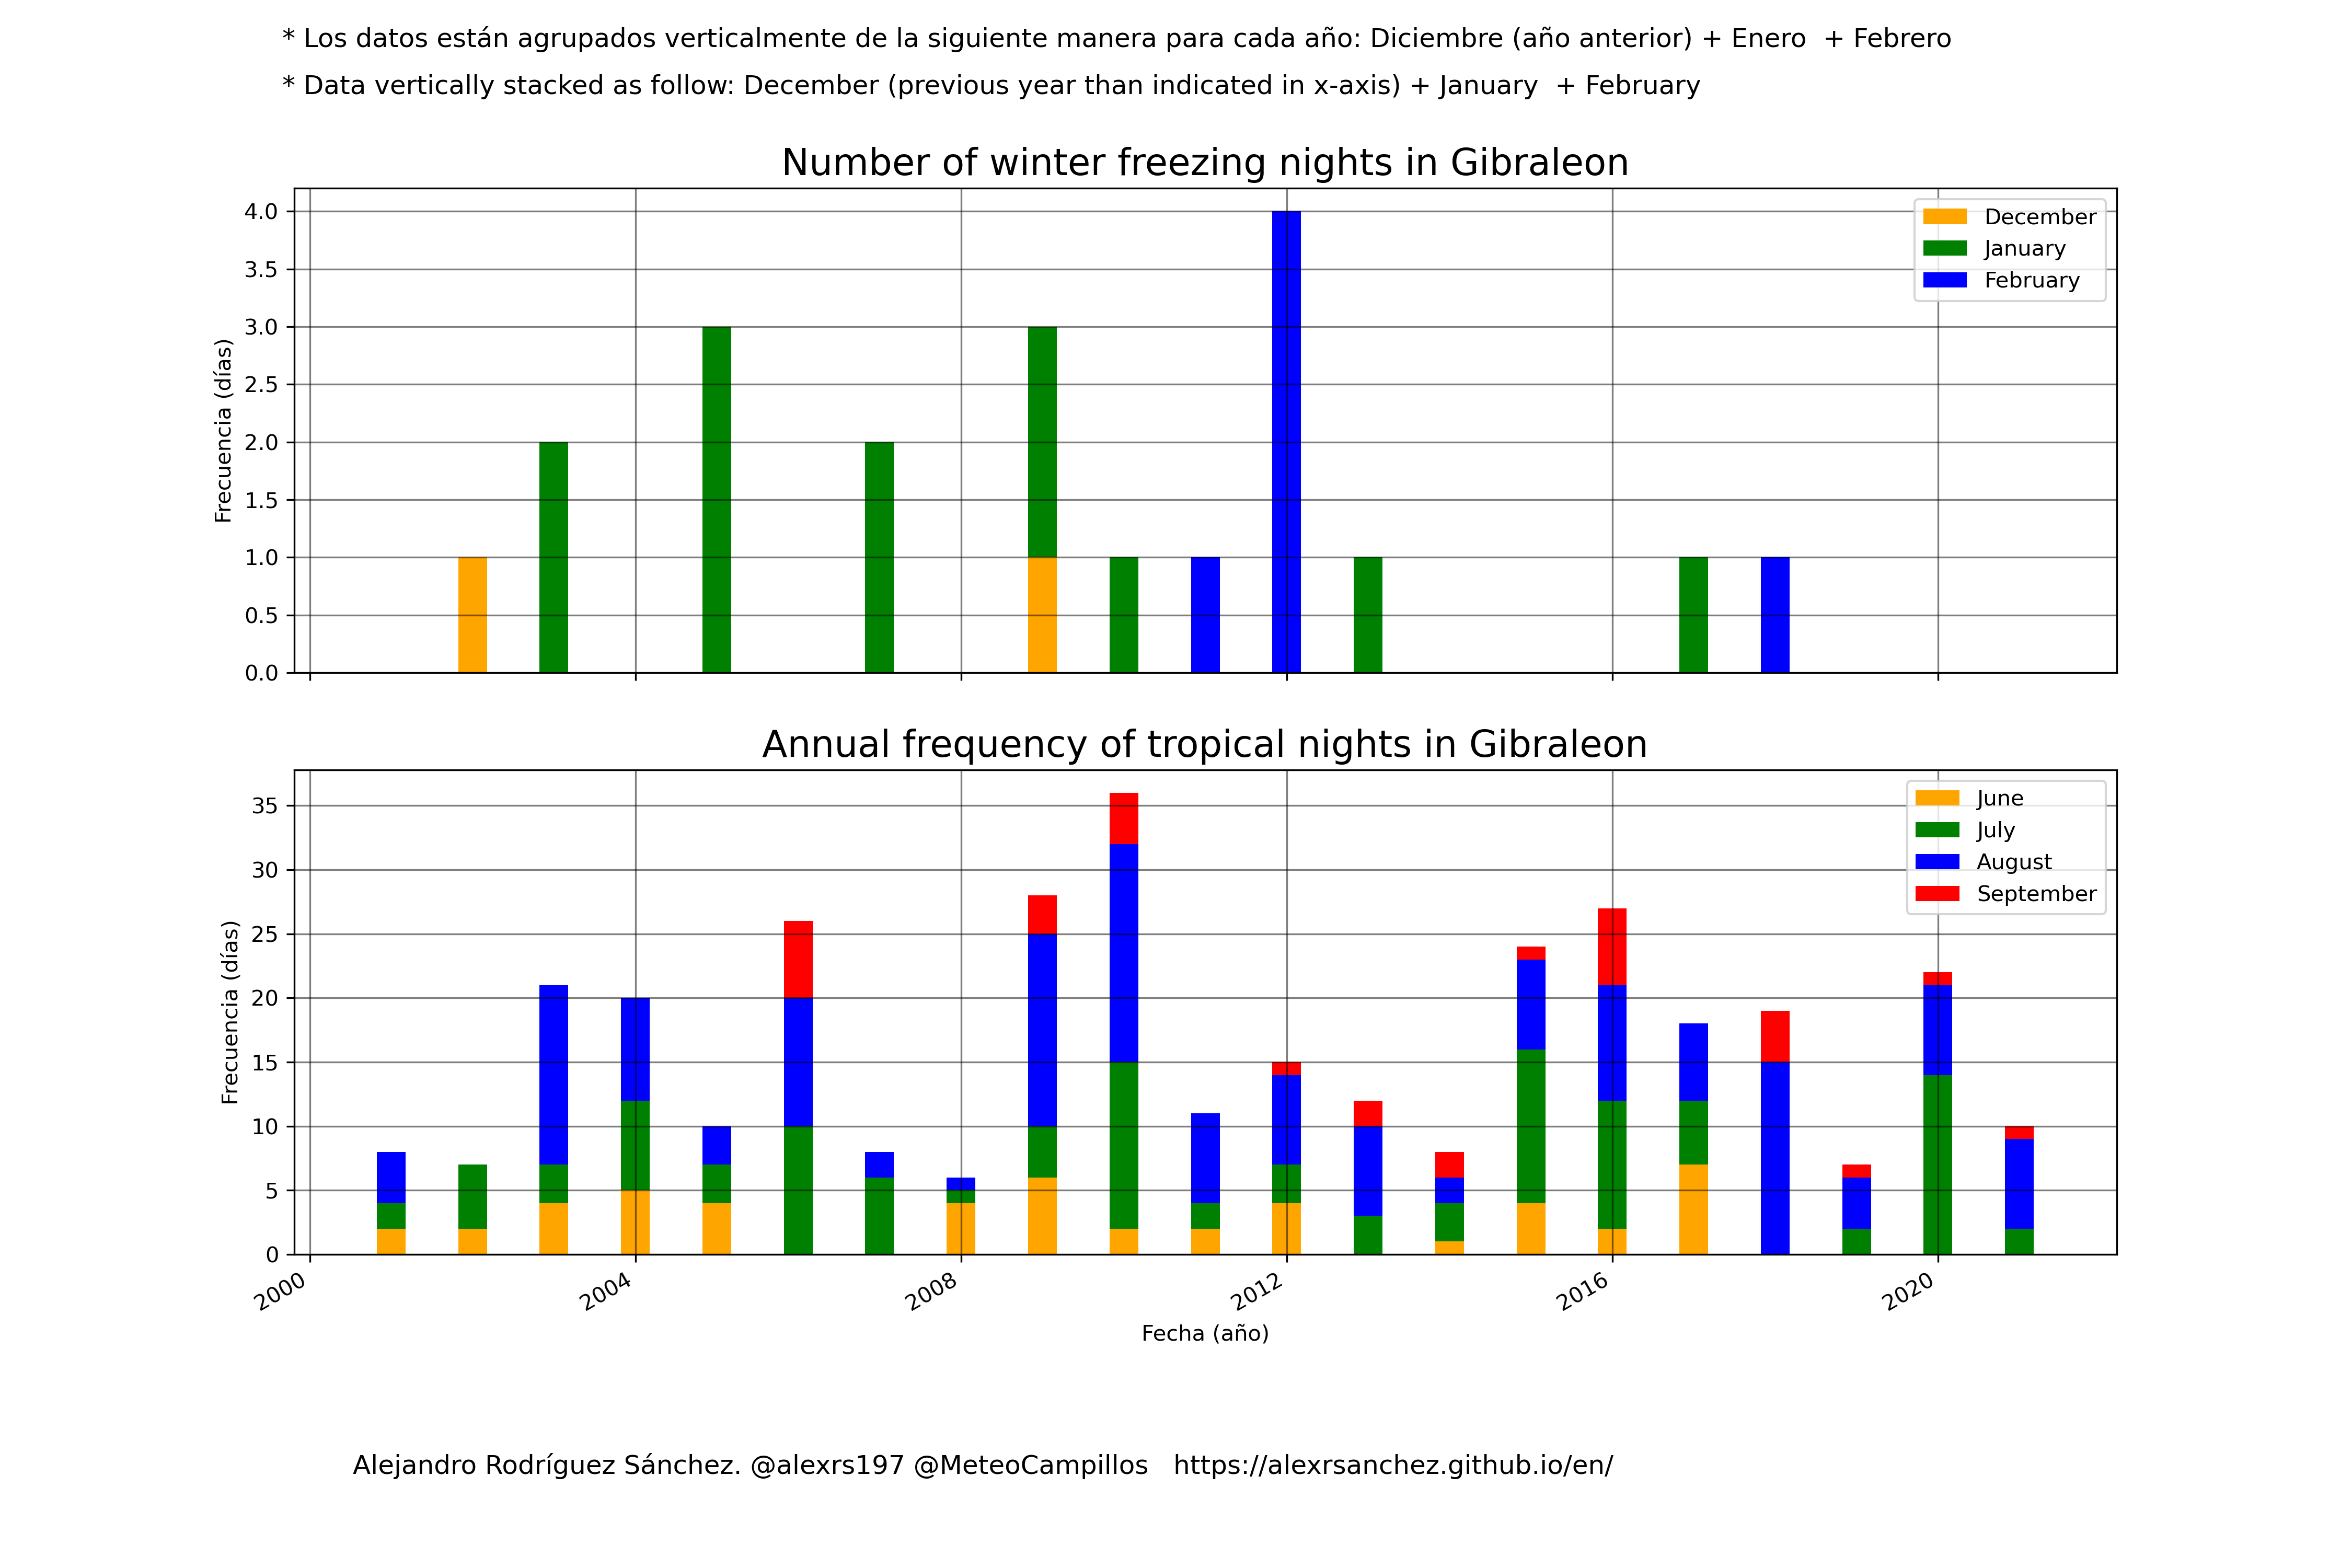 * Los datos están agrupados verticalmente de la siguiente manera para cada año: Diciembre (año anterior) + Enero  + Febrero
* Data vertically stacked as follow: December (previous year than indicated in x-axis) + January  + February
Number of winter freezing nights in Gibraleon
4.0
3.5
3.0
2.5
2.0
1.5
1.0
0.5
0.0
Frecuencia (días)
December
January
February
Annual frequency of tropical nights in Gibraleon
35
30
25
20
15
10
5
0
Frecuencia (días)
June
July
August
September
2000 2004 2008 2012 2016 2020
Fecha (año)
Alejandro Rodríguez Sánchez. @alexrs197 @MeteoCampillos   https://alexrsanchez.github.io/en/